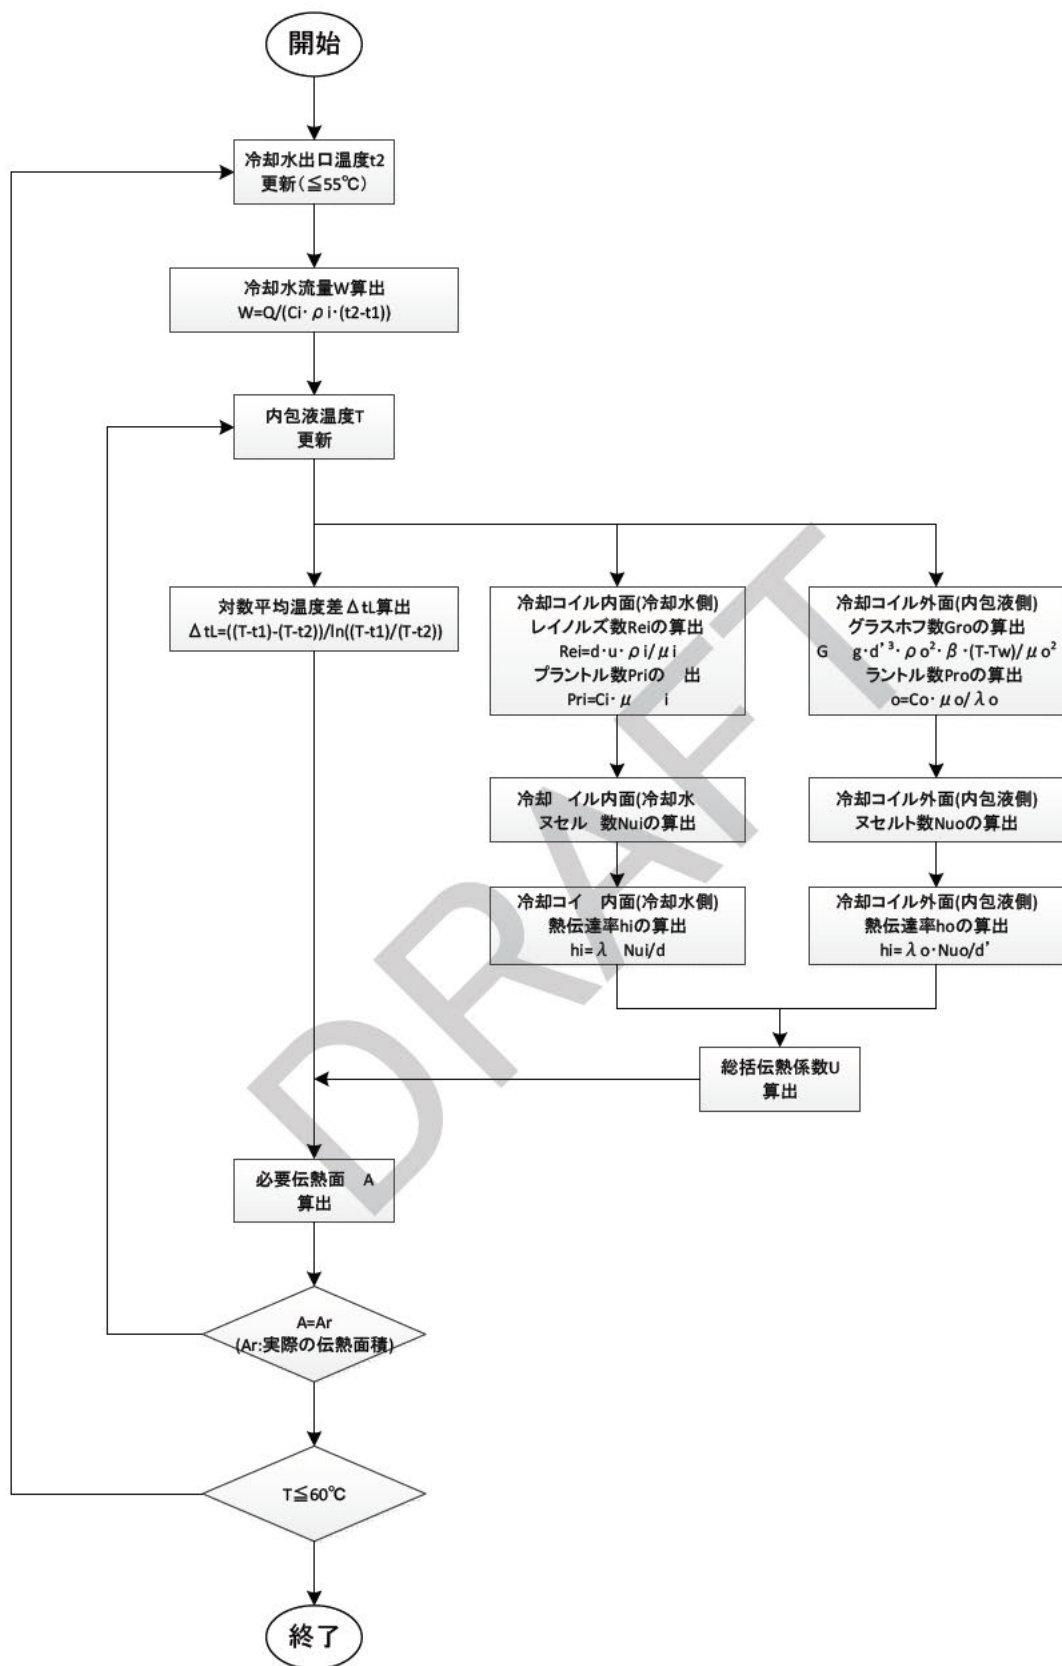 開始
冷却水出口温度t2
更新(≦55℃)
冷却水流量W算出
W=Q/(Ci・ρi・(t2-t1))
内包液温度T
更新
対数平均温度差ΔtL算出
ΔtL=((T-t1)-(T-t2))/ln((T-t1)/(T-t2))
冷却コイル内面(冷却水側)
レイノルズ数Reiの算出
Rei=d・u・ρi/μi
プラントル数Priの 出
Pri=Ci・μ i
冷却コイル外面(内包液側)
グラスホフ数Groの算出
G g・d'³・ρo²・β・(T-Tw)/μo²
ラントル数Proの算出
o=Co・μo/λo
冷却 イル内面(冷却水
ヌセル 数Nuiの算出
冷却コイル外面(内包液側)
ヌセルト数Nuoの算出
冷却コイ 内面(冷却水側)
熱伝達率hiの算出
hi=λ Nui/d
冷却コイル外面(内包液側)
熱伝達率hoの算出
hi=λo・Nuo/d'
総括伝熱係数U
算出
必要伝熱面 A
算出
A=Ar
(Ar:実際の伝熱面積)
T≦60℃
終了
DRAFT